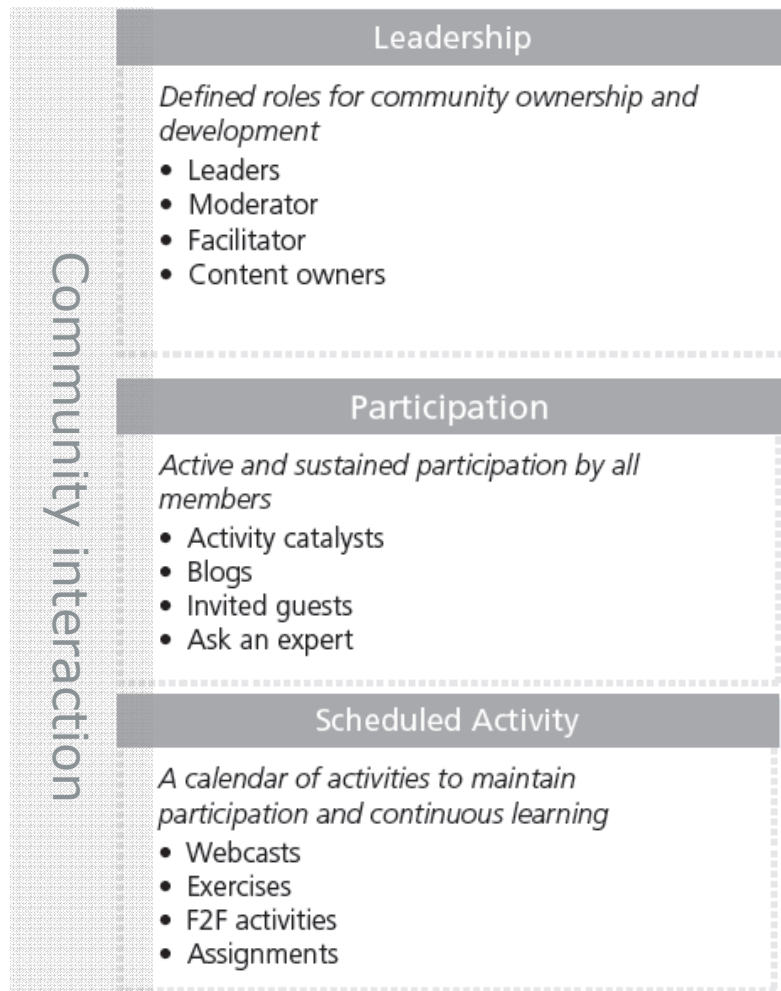 Community interaction
Leadership
Defined roles for community ownership and
development
• Leaders
• Moderator
• Facilitator
• Content owners
Participation
Active and sustained participation by all
members
• Activity catalysts
• Blogs
• Invited guests
• Ask an expert
Scheduled Activity
A calendar of activities to maintain
participation and continuous learning
• Webcasts
• Exercises
• F2F activities
• Assignments